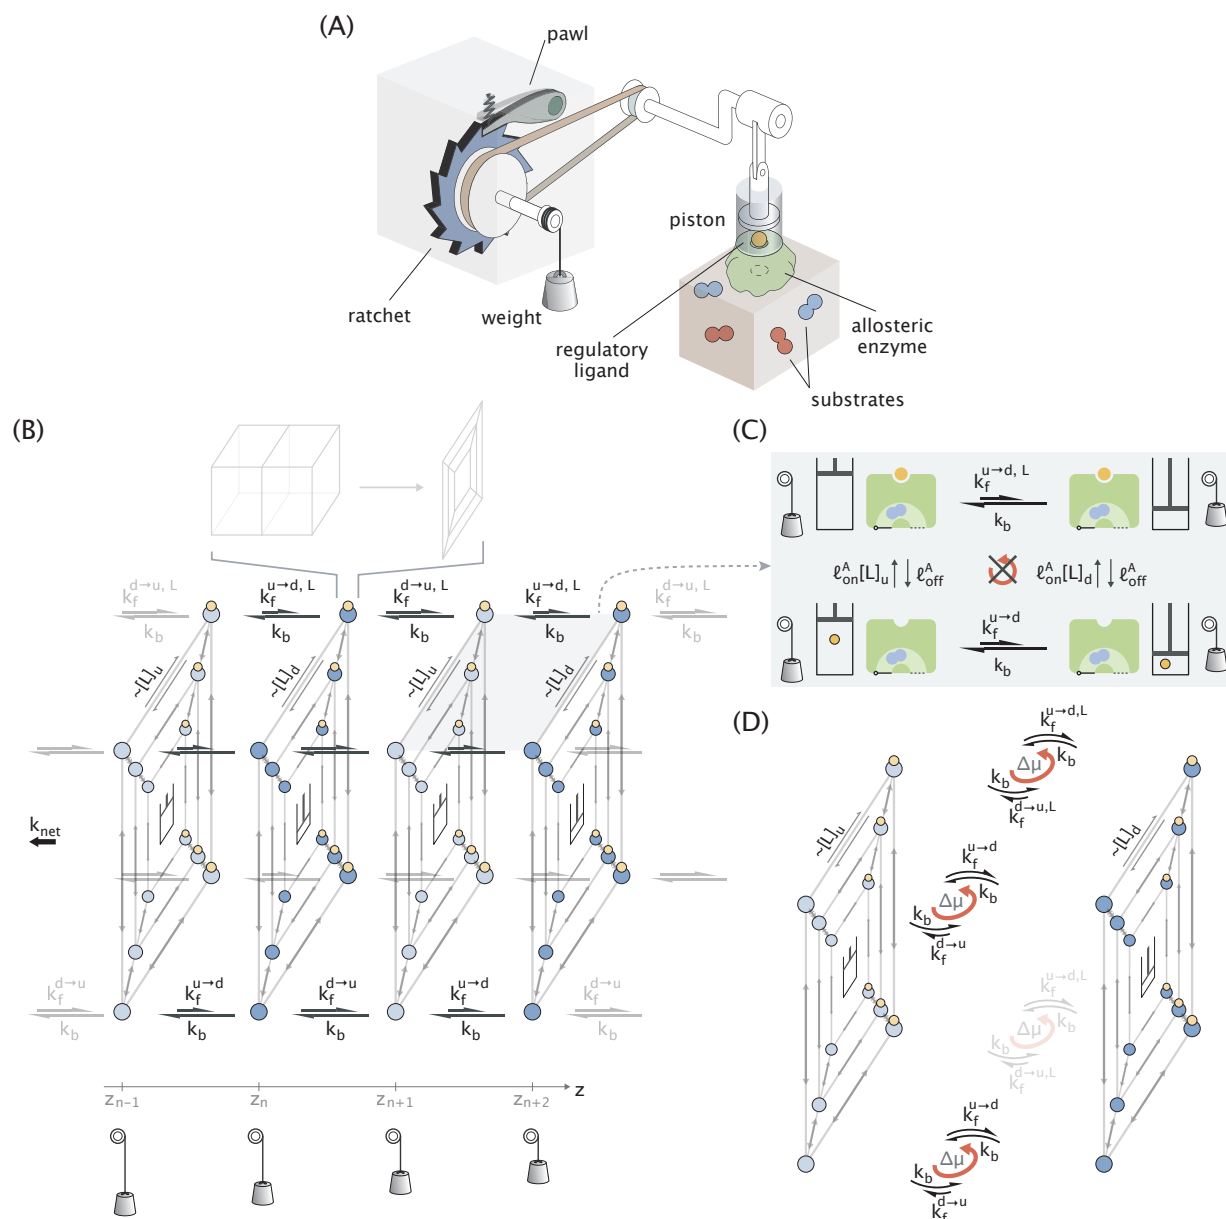 (A)
pawl
piston
ratchet
weight
regulatory
ligand
allosteric
enzyme
substrates
(B)
k_f^{d→u, L} k_f^{u→d, L} k_f^{d→u, L} k_f^{u→d, L} k_f^{d→u, L}
k_b k_b k_b k_b k_b
~[L]_u ~[L]_d ~[L]_u ~[L]_d
k_net
k_f^{d→u} k_f^{u→d} k_f^{d→u} k_f^{u→d} k_f^{d→u}
k_b k_b k_b k_b k_b
z_{n-1} z_n z_{n+1} z_{n+2} z
(C)
k_f^{u→d, L}
k_b
ℓ_on^A[L]_u ℓ_off^A ℓ_on^A[L]_d ℓ_off^A
k_f^{u→d}
k_b
(D)
k_f^{u→d,L}
Δμ k_b
k_b
k_f^{d→u,L}
~[L]_u ~[L]_d
k_f^{u→d}
Δμ k_b
k_b
k_f^{d→u}
k_f^{u→d,L}
Δμ k_b
k_b
k_f^{d→u,L}
k_f^{u→d}
Δμ k_b
k_b
k_f^{d→u}